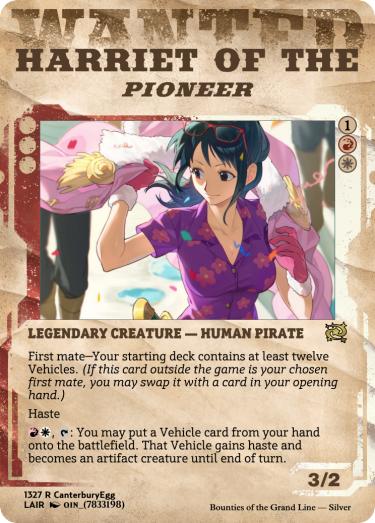 WANTED
HARRIET OF THE
PIONEER
1
LEGENDARY CREATURE — HUMAN PIRATE
First mate—Your starting deck contains at least twelve
Vehicles. (If this card outside the game is your chosen
first mate, you may swap it with a card in your opening
hand.)
Haste
: You may put a Vehicle card from your hand
onto the battlefield. That Vehicle gains haste and
becomes an artifact creature until end of turn.
3/2
1327 R CanterburyEgg
LAIR OIN_(7833198)
Bounties of the Grand Line — Silver